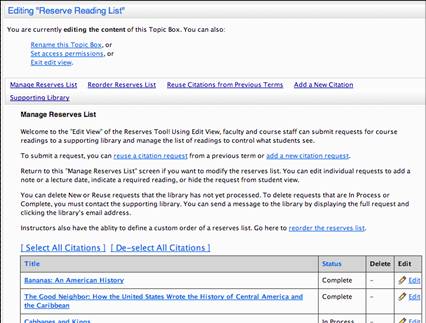 Editing "Reserve Reading List"
You are currently editing the content of this Topic Box. You can also:
Rename this Topic Box, or
Set access permissions, or
Exit edit view.
Manage Reserves List Reorder Reserves List Reuse Citations from Previous Terms Add a New Citation
Supporting Library
Manage Reserves List
Welcome to the "Edit View" of the Reserves Tool! Using Edit View, faculty and course staff can submit requests for course
readings to a supporting library and manage the list of readings to control what students see.
To submit a request, you can reuse a citation request from a previous term or add a new citation request.
Return to this "Manage Reserves List" screen if you want to modify the reserves list. You can edit individual requests to add a
note or a lecture date, indicate a required reading, or hide the request from student view.
You can delete New or Reuse requests that the library has not yet processed. To delete requests that are In Process or
Complete, you must contact the supporting library. You can send a message to the library by displaying the full request and
clicking the library's email address.
Instructors also have the ablity to define a custom order of a reserves list. Go here to reorder the reserves list.
[ Select All Citations ] [ De-select All Citations ]
Title Status Delete Edit
Bananas: An American History Complete – Edit
The Good Neighbor: How the United States Wrote the History of Central America and Complete – Edit
the Caribbean
Cabbages and Kings In Process – Edit